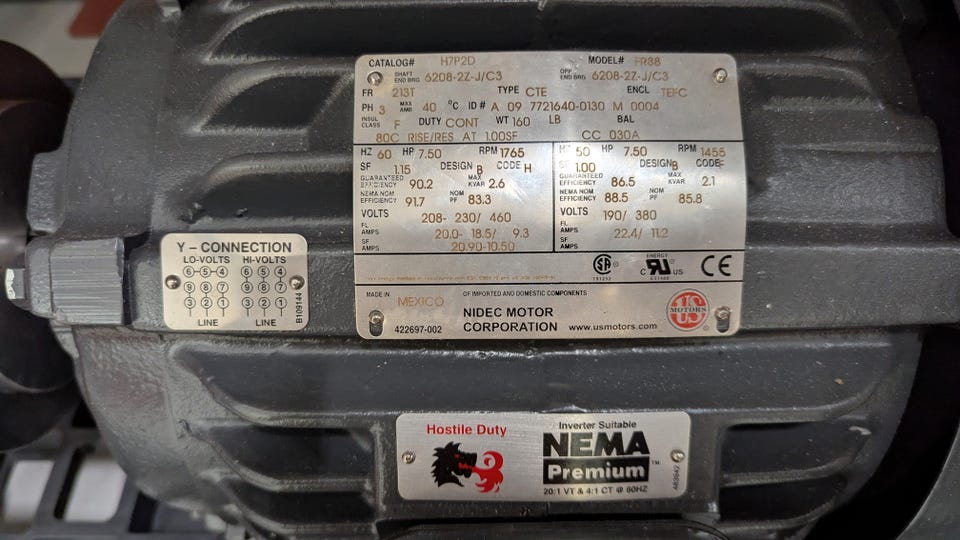 CATALOG# H7P2D MODEL# HR88
SHAFT END BRG 6208-2Z-J/C3 OPP END BRG 6208-2Z-J/C3
FR 213T TYPE CTE ENCL TEFC
PH 3 MAX AMB 40 °C ID# A 09 7721640-0130 M 0004
INSUL CLASS F DUTY CONT WT 160 LB BAL
80C RISE/RES AT 1.00SF CC 030A
HZ 60 HP 7.50 RPM 1765
SF 1.15 DESIGN B CODE H
GUARANTEED EFFICIENCY 90.2 MAX KVAR 2.6
NEMA NOM EFFICIENCY 91.7 NOM PF 83.3
VOLTS 208- 230/ 460
FL AMPS 20.0- 18.5/ 9.3
SF AMPS 20.90-10.50
HZ 50 HP 7.50 RPM 1455
SF 1.00 DESIGN B CODE F
GUARANTEED EFFICIENCY 86.5 MAX KVAR 2.1
NEMA NOM EFFICIENCY 88.5 NOM PF 85.8
VOLTS 190/ 380
FL AMPS 22.4/ 11.2
SF AMPS
SA ENERGY C UR US CE
MADE IN MEXICO OF IMPORTED AND DOMESTIC COMPONENTS
NIDEC MOTOR
422697-002 CORPORATION www.usmotors.com
US MOTORS
Y – CONNECTION
LO-VOLTS HI-VOLTS
6 5 4 6 5 4
9 8 7 9 8 7
3 2 1 3 2 1
LINE LINE
B109144
Hostile Duty
Inverter Suitable
NEMA
Premium™
20:1 VT & 4:1 CT @ 60HZ